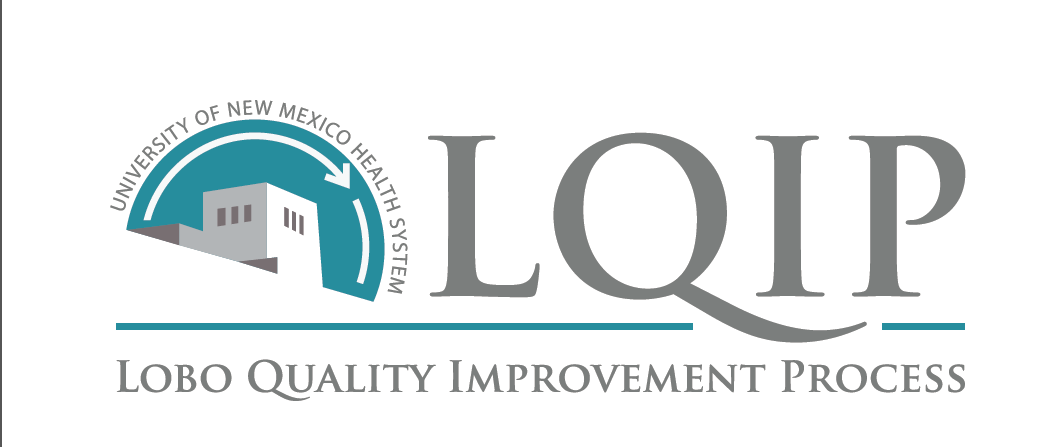 UNIVERSITY OF NEW MEXICO HEALTH SYSTEM
LQIP
LOBO QUALITY IMPROVEMENT PROCESS